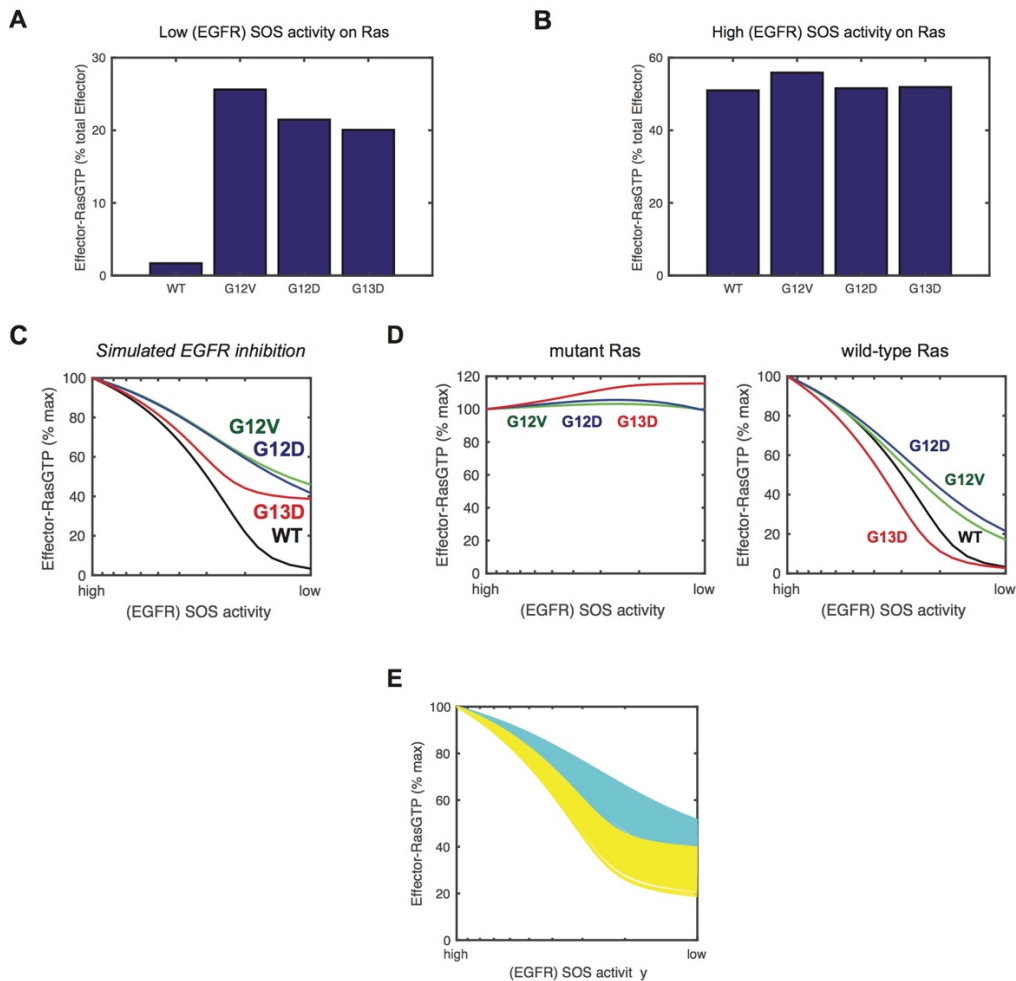 A
Low (EGFR) SOS activity on Ras
Effector-RasGTP (% total Effector)
30
20
10
0
WT G12V G12D G13D
B
High (EGFR) SOS activity on Ras
Effector-RasGTP (% total Effector)
60
40
20
0
WT G12V G12D G13D
C
Simulated EGFR inhibition
Effector-RasGTP (% max)
100
80
60
40
20
0
G12V
G12D
G13D
WT
high low
(EGFR) SOS activity
D
mutant Ras
Effector-RasGTP (% max)
120
100
80
60
40
20
0
G12V G12D G13D
high low
(EGFR) SOS activity
wild-type Ras
Effector-RasGTP (% max)
100
80
60
40
20
0
G12D
G12V
WT
G13D
high low
(EGFR) SOS activity
E
Effector-RasGTP (% max)
100
80
60
40
20
0
high low
(EGFR) SOS activit y